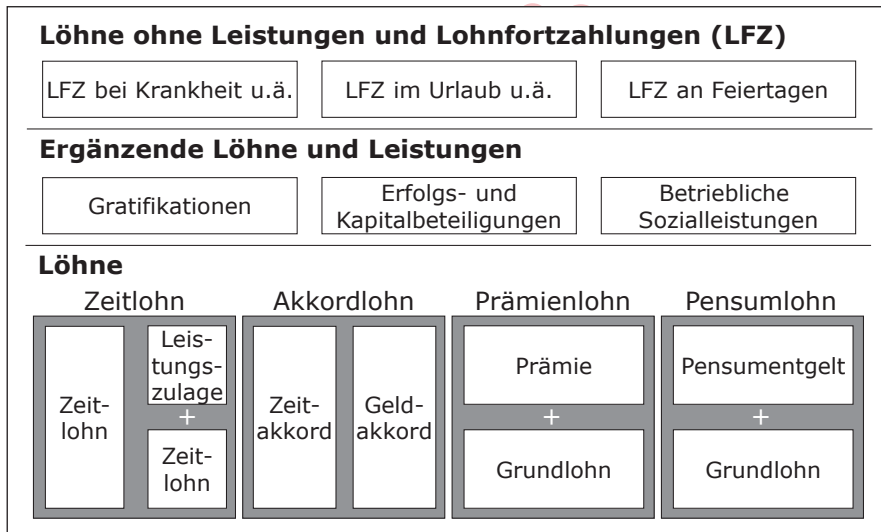 Löhne ohne Leistungen und Lohnfortzahlungen (LFZ)
LFZ bei Krankheit u.ä.
LFZ im Urlaub u.ä.
LFZ an Feiertagen
Ergänzende Löhne und Leistungen
Gratifikationen
Erfolgs- und
Kapitalbeteiligungen
Betriebliche
Sozialleistungen
Löhne
Zeitlohn
Zeit-
lohn
Leis-
tungs-
zulage
+
Zeit-
lohn
Akkordlohn
Zeit-
akkord
Geld-
akkord
Prämienlohn
Prämie
+
Grundlohn
Pensumlohn
Pensumentgelt
+
Grundlohn